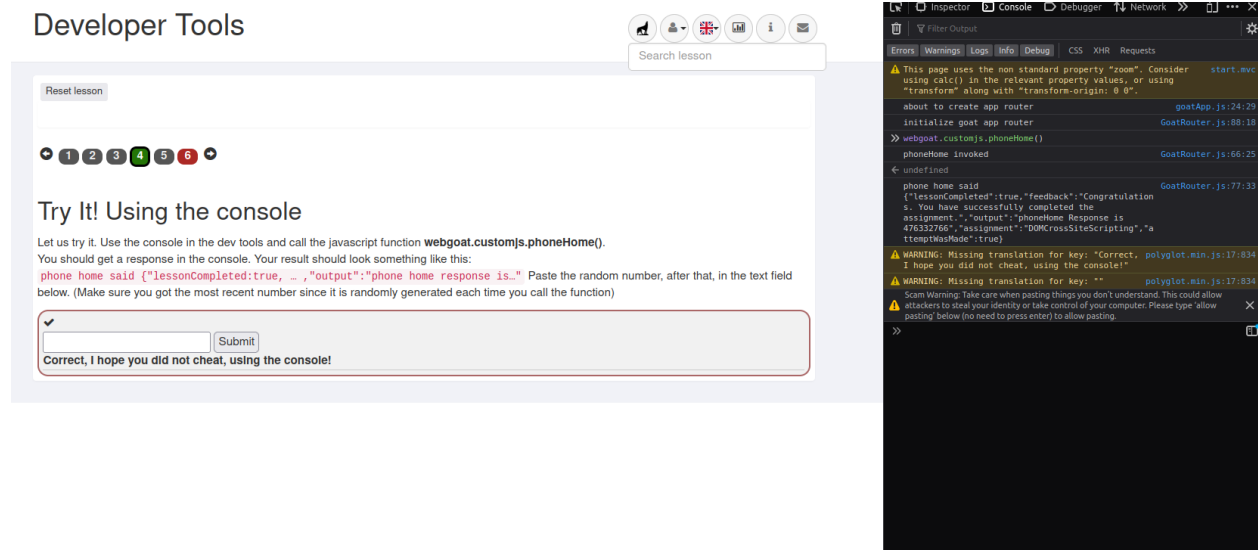 Developer Tools
Search lesson
Reset lesson
1 2 3 4 5 6
Try It! Using the console
Let us try it. Use the console in the dev tools and call the javascript function webgoat.customjs.phoneHome().
You should get a response in the console. Your result should look something like this:
phone home said {"lessonCompleted:true, … ,"output":"phone home response is…" Paste the random number, after that, in the text field
below. (Make sure you got the most recent number since it is randomly generated each time you call the function)
Submit
Correct, I hope you did not cheat, using the console!
Inspector Console Debugger Network
Filter Output
Errors Warnings Logs Info Debug CSS XHR Requests
This page uses the non standard property “zoom”. Consider start.mvc
using calc() in the relevant property values, or using
“transform” along with “transform-origin: 0 0”.
about to create app router goatApp.js:24:29
initialize goat app router GoatRouter.js:88:18
webgoat.customjs.phoneHome()
phoneHome invoked GoatRouter.js:66:25
undefined
phone home said GoatRouter.js:77:33
{"lessonCompleted":true,"feedback":"Congratulation
s. You have successfully completed the
assignment.","output":"phoneHome Response is
476332766","assignment":"DOMCrossSiteScripting","a
ttemptWasMade":true}
WARNING: Missing translation for key: "Correct, polyglot.min.js:17:834
I hope you did not cheat, using the console!"
WARNING: Missing translation for key: "" polyglot.min.js:17:834
Scam Warning: Take care when pasting things you don’t understand. This could allow
attackers to steal your identity or take control of your computer. Please type ‘allow
pasting’ below (no need to press enter) to allow pasting.